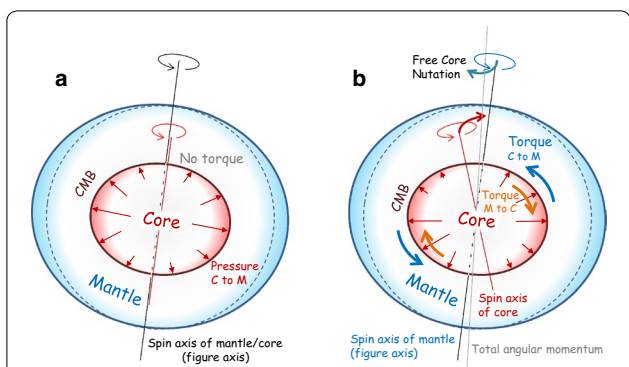 a
No torque
CMB
Core
Pressure
C to M
Mantle
Spin axis of mantle/core
(figure axis)
b
Free Core
Nutation
Torque
C to M
CMB
Torque
M to C
Core
Mantle
Spin axis
of core
Spin axis of mantle
(figure axis)
Total angular momentum